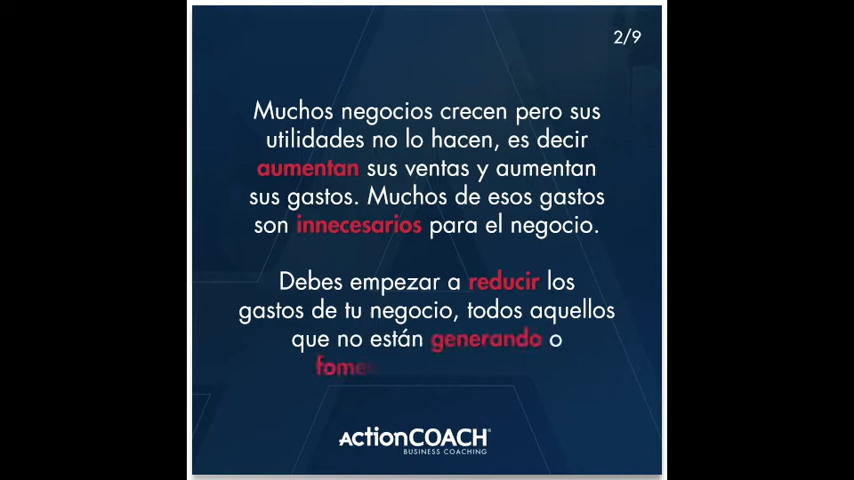 2/9
Muchos negocios crecen pero sus
utilidades no lo hacen, es decir
aumentan sus ventas y aumentan
sus gastos. Muchos de esos gastos
son innecesarios para el negocio.
Debes empezar a reducir los
gastos de tu negocio, todos aquellos
que no están generando o
ActionCOACH®
BUSINESS COACHING